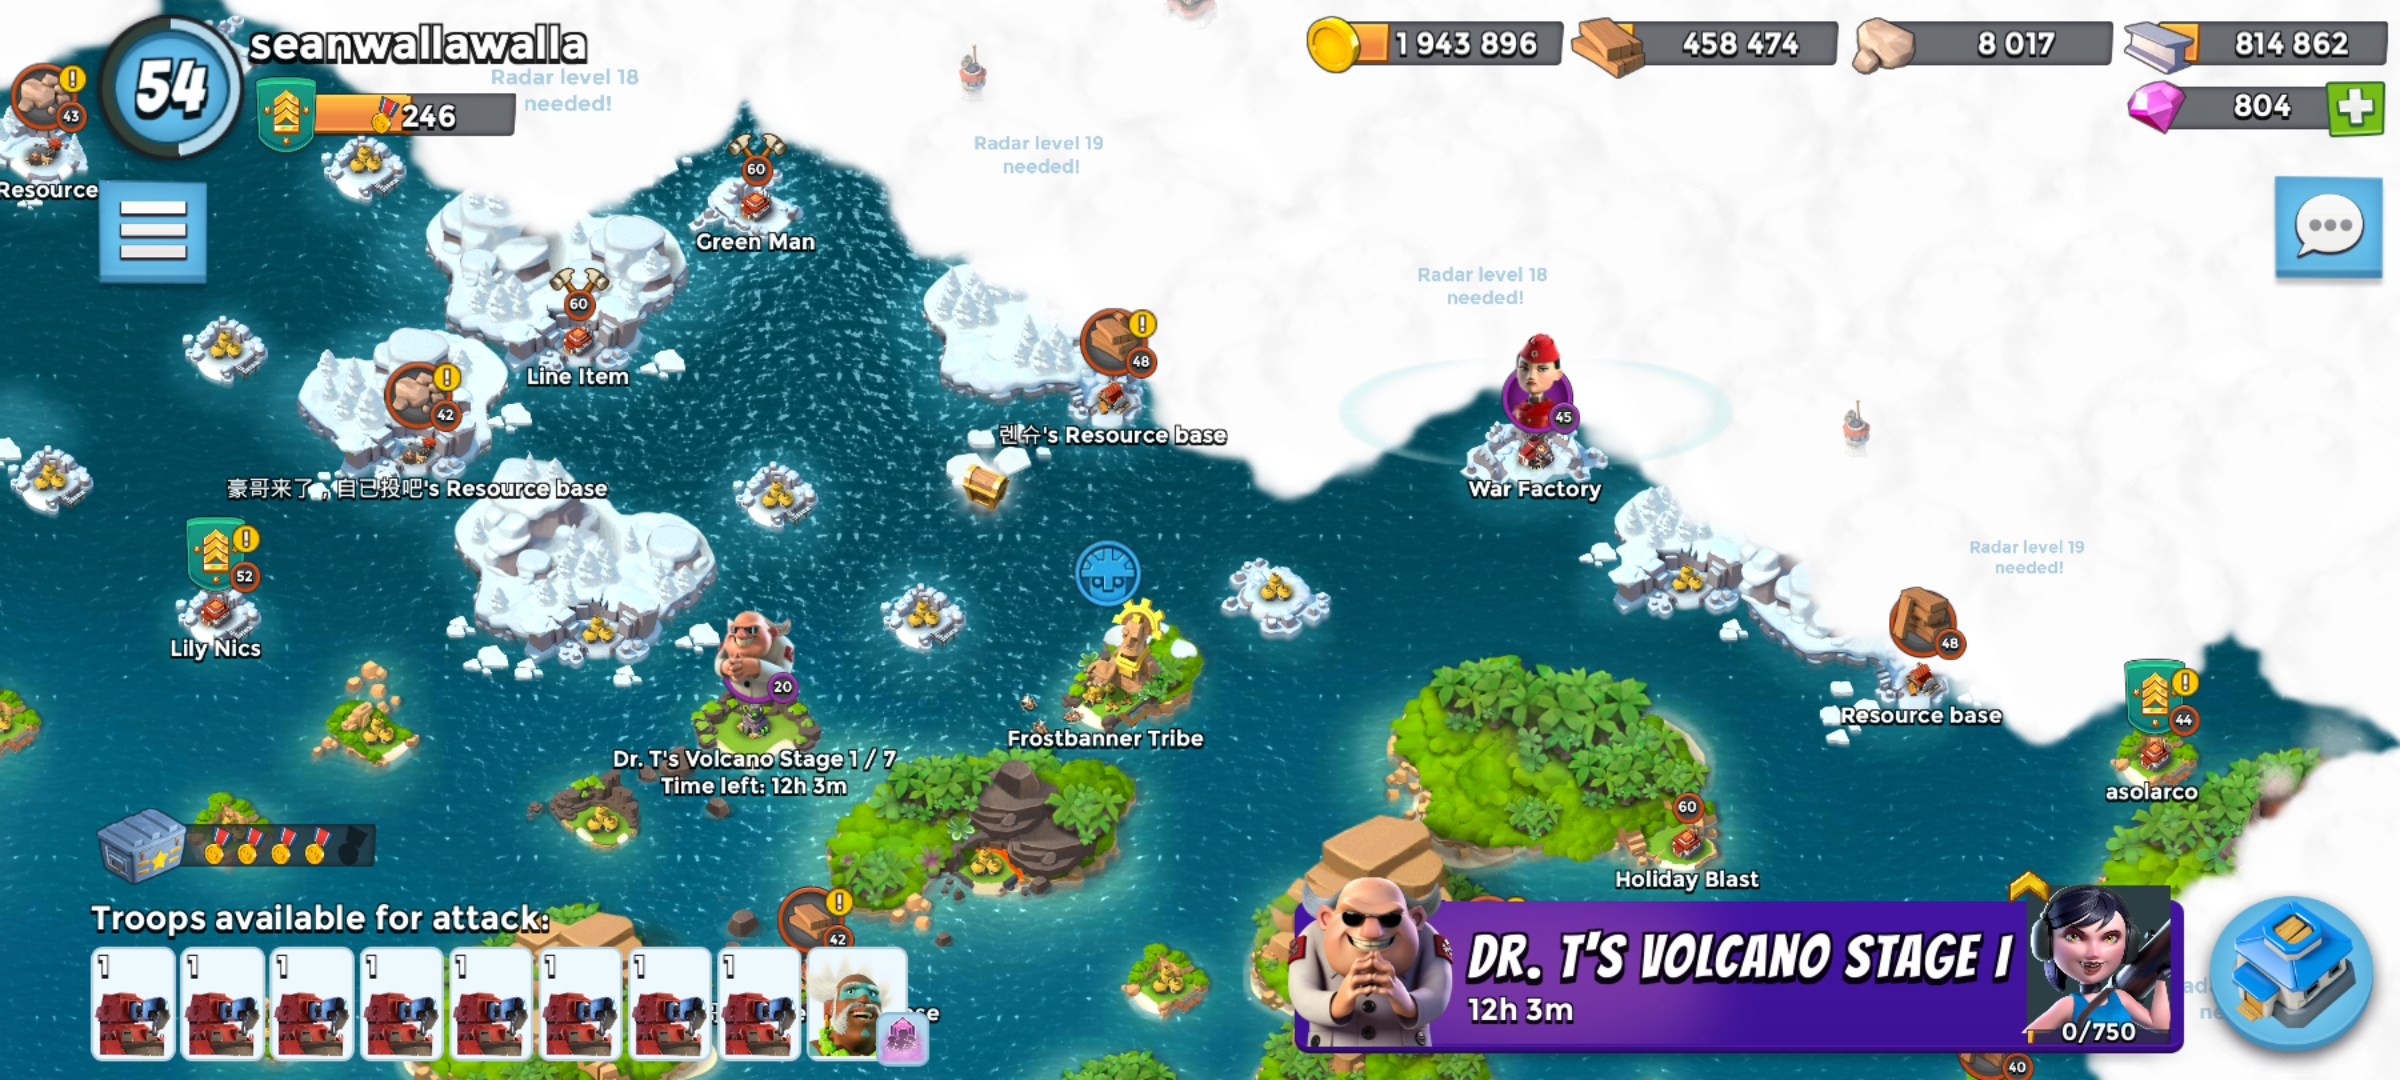 54
seanwallawalla
246
1 943 896
458 474
8 017
814 862
804
Radar level 18
needed!
Radar level 19
needed!
43
Resource
60
Green Man
Radar level 18
needed!
60
Line Item
48
렌슈's Resource base
45
War Factory
42
豪哥来了，自已投吧's Resource base
Radar level 19
needed!
52
Lily Nics
20
Dr. T's Volcano Stage 1 / 7
Time left: 12h 3m
Frostbanner Tribe
48
Resource base
44
asolarco
60
Holiday Blast
Troops available for attack:
42
1
1
1
1
1
1
1
1
se
DR. T'S VOLCANO STAGE 1
12h 3m
0/750
40